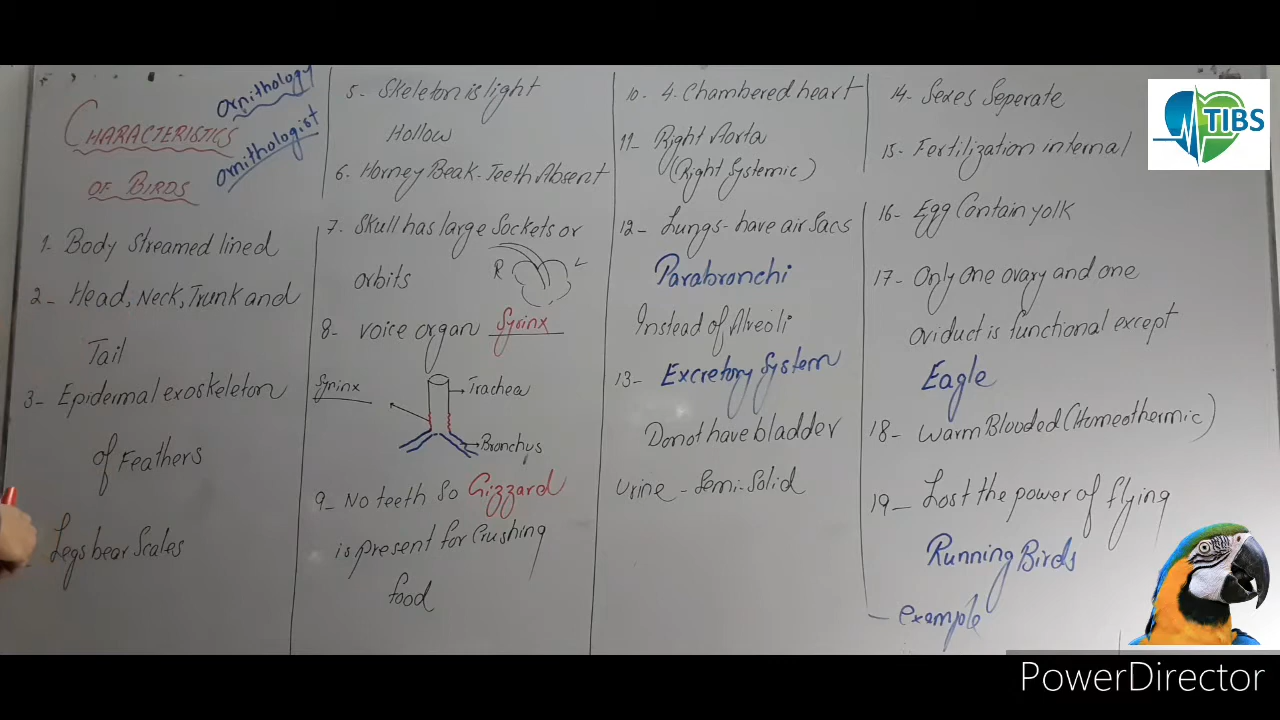 CHARACTERISTICS
OF BIRDS
Ornithology
Ornithologist
1- Body Streamed lined
2- Head, Neck, Trunk and
Tail
3- Epidermal exoskeleton
of Feathers
Legs bear Scales
5- Skeleton is light
Hollow
6- Horney Beak - Teeth Absent
7- Skull has large Sockets or
orbits
R
L
8- voice organ Syrinx
Syrinx
Trachea
Bronchus
9- No teeth So Gizzard
is present for Crushing
food
10- 4-Chambered heart
11- Right Aorta
(Right Systemic)
12- Lungs - have air Sacs
Parabronchi
Instead of Alveoli
13- Excretory System
Donot have bladder
Urine - Semi-Solid
14- Sexes Seperate
15- Fertilization internal
16- Egg Contain yolk
17- Only one ovary and one
oviduct is functional except
Eagle
18- Warm Blooded (Homeothermic)
19- Lost the power of flying
Running Birds
- example
TIBS
PowerDirector